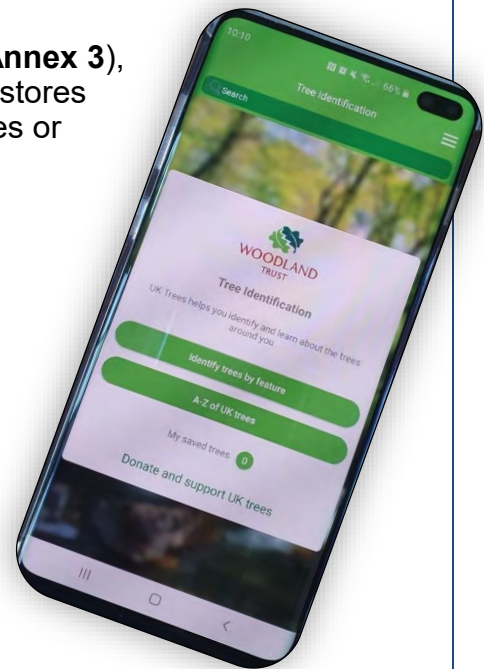 Annex 3),
stores
es or
10:10
66%
Tree Identification
Search
WOODLAND
TRUST
Tree Identification
UK Trees helps you identify and learn about the trees
around you
Identify trees by feature
A-Z of UK trees
My saved trees 0
Donate and support UK trees